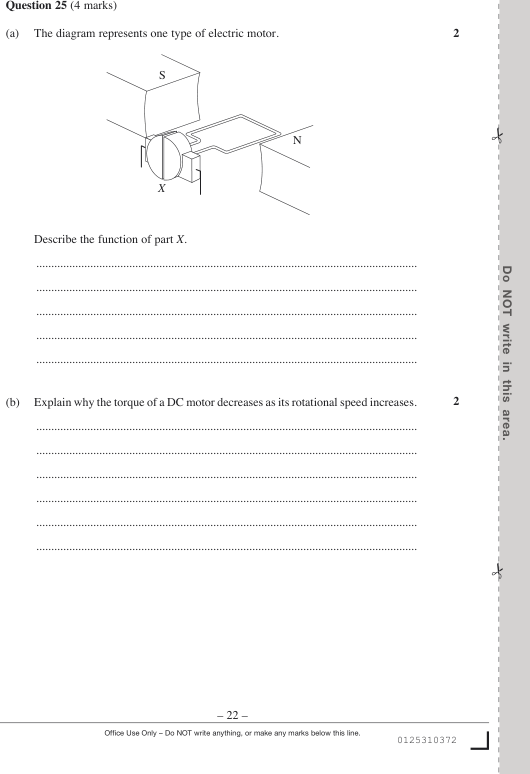 Question 25 (4 marks)
(a) The diagram represents one type of electric motor. 2
S
N
X
Describe the function of part X.
(b) Explain why the torque of a DC motor decreases as its rotational speed increases. 2
Do NOT write in this area.
– 22 –
Office Use Only – Do NOT write anything, or make any marks below this line.
0125310372